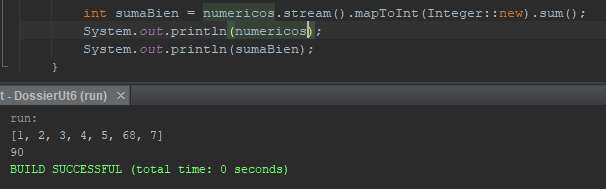 int sumaBien = numericos.stream().mapToInt(Integer::new).sum();
System.out.println(numericos);
System.out.println(sumaBien);
}
t - DossierUt6 (run) ×
run:
[1, 2, 3, 4, 5, 68, 7]
90
BUILD SUCCESSFUL (total time: 0 seconds)